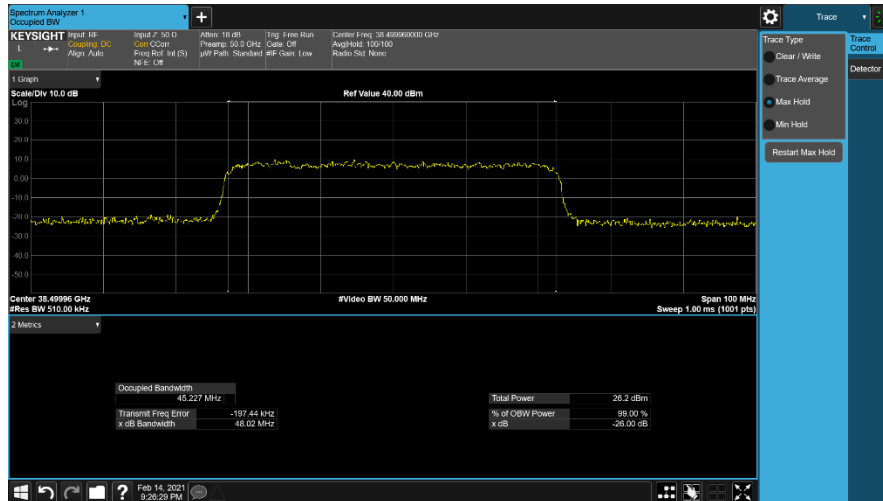 Spectrum Analyzer 1
Occupied BW
+
KEYSIGHT
L
Input: RF
Coupling: DC
Align: Auto
Input Z: 50 Ω
Corr CCorr
Freq Ref: Int (S)
NFE: Off
Atten: 18 dB
Preamp: 50.0 GHz
µW Path: Standard
Trig: Free Run
Gate: Off
#IF Gain: Low
Center Freq: 38.499960000 GHz
Avg|Hold: 100/100
Radio Std: None
1 Graph
Scale/Div 10.0 dB
Ref Value 40.00 dBm
Log
30.0
20.0
10.0
0.00
-10.0
-20.0
-30.0
-40.0
-50.0
Center 38.49996 GHz
#Video BW 50.000 MHz
Span 100 MHz
#Res BW 510.00 kHz
Sweep 1.00 ms (1001 pts)
2 Metrics
Occupied Bandwidth
45.227 MHz
Total Power 26.2 dBm
Transmit Freq Error -197.44 kHz
% of OBW Power 99.00 %
x dB Bandwidth 48.02 MHz
x dB -26.00 dB
?
Feb 14, 2021
9:26:29 PM
Trace
Trace Type
Clear / Write
Trace Average
Max Hold
Min Hold
Restart Max Hold
Trace
Control
Detector